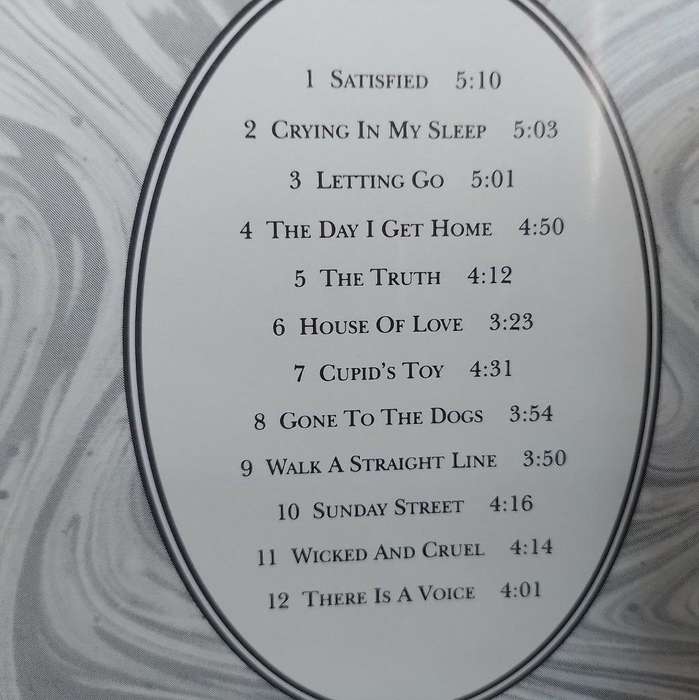 1 Satisfied 5:10
2 Crying In My Sleep 5:03
3 Letting Go 5:01
4 The Day I Get Home 4:50
5 The Truth 4:12
6 House Of Love 3:23
7 Cupid's Toy 4:31
8 Gone To The Dogs 3:54
9 Walk A Straight Line 3:50
10 Sunday Street 4:16
11 Wicked And Cruel 4:14
12 There Is A Voice 4:01